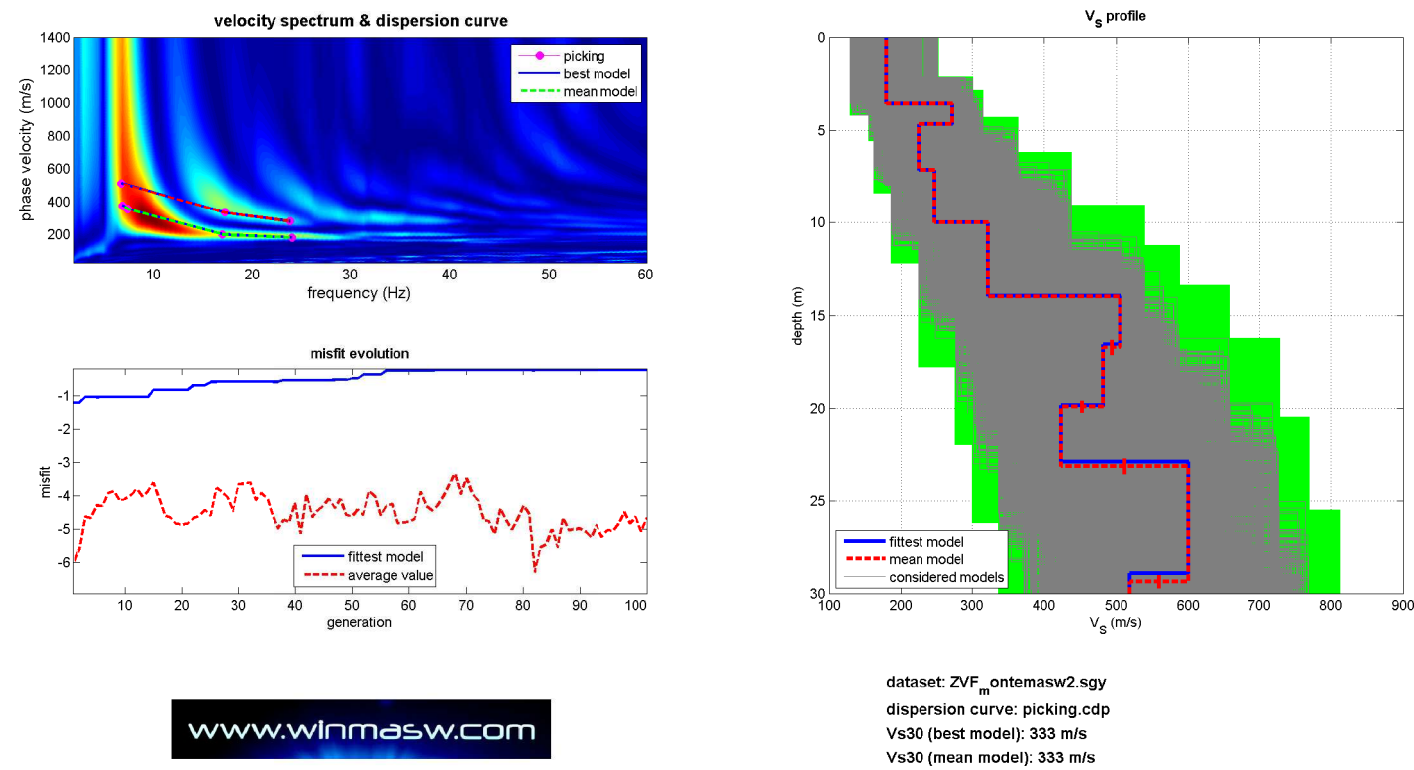 velocity spectrum & dispersion curve
1400
1200
1000
800
600
400
200
phase velocity (m/s)
picking
best model
mean model
10
20
30
40
50
60
frequency (Hz)
misfit evolution
-1
-2
-3
-4
-5
-6
misfit
fittest model
average value
10
20
30
40
50
60
70
80
90
100
generation
www.winmasw.com
VS profile
0
5
10
15
20
25
30
depth (m)
fittest model
mean model
considered models
100
200
300
400
500
600
700
800
900
VS (m/s)
dataset: ZVFmontemasw2.sgy
dispersion curve: picking.cdp
Vs30 (best model): 333 m/s
Vs30 (mean model): 333 m/s